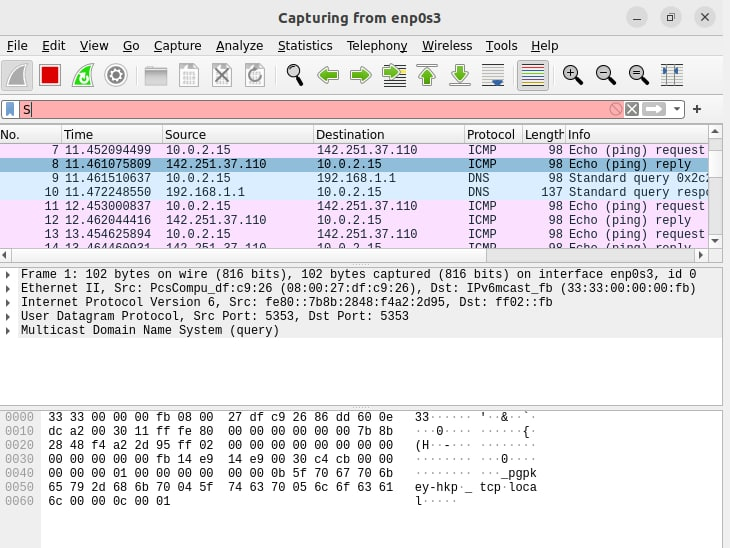 Capturing from enp0s3
File Edit View Go Capture Analyze Statistics Telephony Wireless Tools Help
S
No. Time Source Destination Protocol Length Info
7 11.452094499 10.0.2.15 142.251.37.110 ICMP 98 Echo (ping) request
8 11.461075809 142.251.37.110 10.0.2.15 ICMP 98 Echo (ping) reply
9 11.461510637 10.0.2.15 192.168.1.1 DNS 98 Standard query 0x2c2
10 11.472248550 192.168.1.1 10.0.2.15 DNS 137 Standard query respo
11 12.453000837 10.0.2.15 142.251.37.110 ICMP 98 Echo (ping) request
12 12.462044416 142.251.37.110 10.0.2.15 ICMP 98 Echo (ping) reply
13 13.454625894 10.0.2.15 142.251.37.110 ICMP 98 Echo (ping) request
14 13.464460931 142.251.37.110 10.0.2.15 ICMP 98 Echo (ping) reply
Frame 1: 102 bytes on wire (816 bits), 102 bytes captured (816 bits) on interface enp0s3, id 0
Ethernet II, Src: PcsCompu_df:c9:26 (08:00:27:df:c9:26), Dst: IPv6mcast_fb (33:33:00:00:00:fb)
Internet Protocol Version 6, Src: fe80::7b8b:2848:f4a2:2d95, Dst: ff02::fb
User Datagram Protocol, Src Port: 5353, Dst Port: 5353
Multicast Domain Name System (query)
0000 33 33 00 00 00 fb 08 00 27 df c9 26 86 dd 60 0e 33······ '··&··`·
0010 dc a2 00 30 11 ff fe 80 00 00 00 00 00 00 7b 8b ···0···· ······{·
0020 28 48 f4 a2 2d 95 ff 02 00 00 00 00 00 00 00 00 (H··-··· ········
0030 00 00 00 00 00 fb 14 e9 14 e9 00 30 c4 cb 00 00 ········ ···0····
0040 00 00 00 01 00 00 00 00 00 00 0b 5f 70 67 70 6b ········ ···_pgpk
0050 65 79 2d 68 6b 70 04 5f 74 63 70 05 6c 6f 63 61 ey-hkp·_ tcp·loca
0060 6c 00 00 0c 00 01 l·····